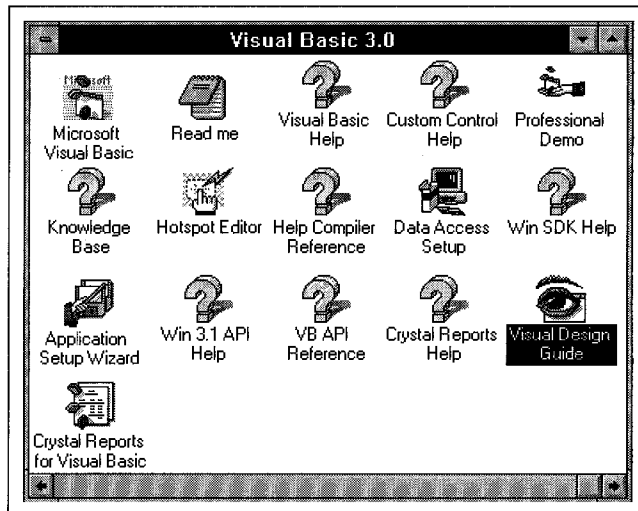 Visual Basic 3.0
Microsoft
Microsoft
Visual Basic
Read me
Visual Basic
Help
Custom Control
Help
Professional
Demo
Knowledge
Base
Hotspot Editor
Help Compiler
Reference
Data Access
Setup
Win SDK Help
Application
Setup Wizard
Win 3.1 API
Help
VB API
Reference
Crystal Reports
Help
Visual Design
Guide
Crystal Reports
for Visual Basic